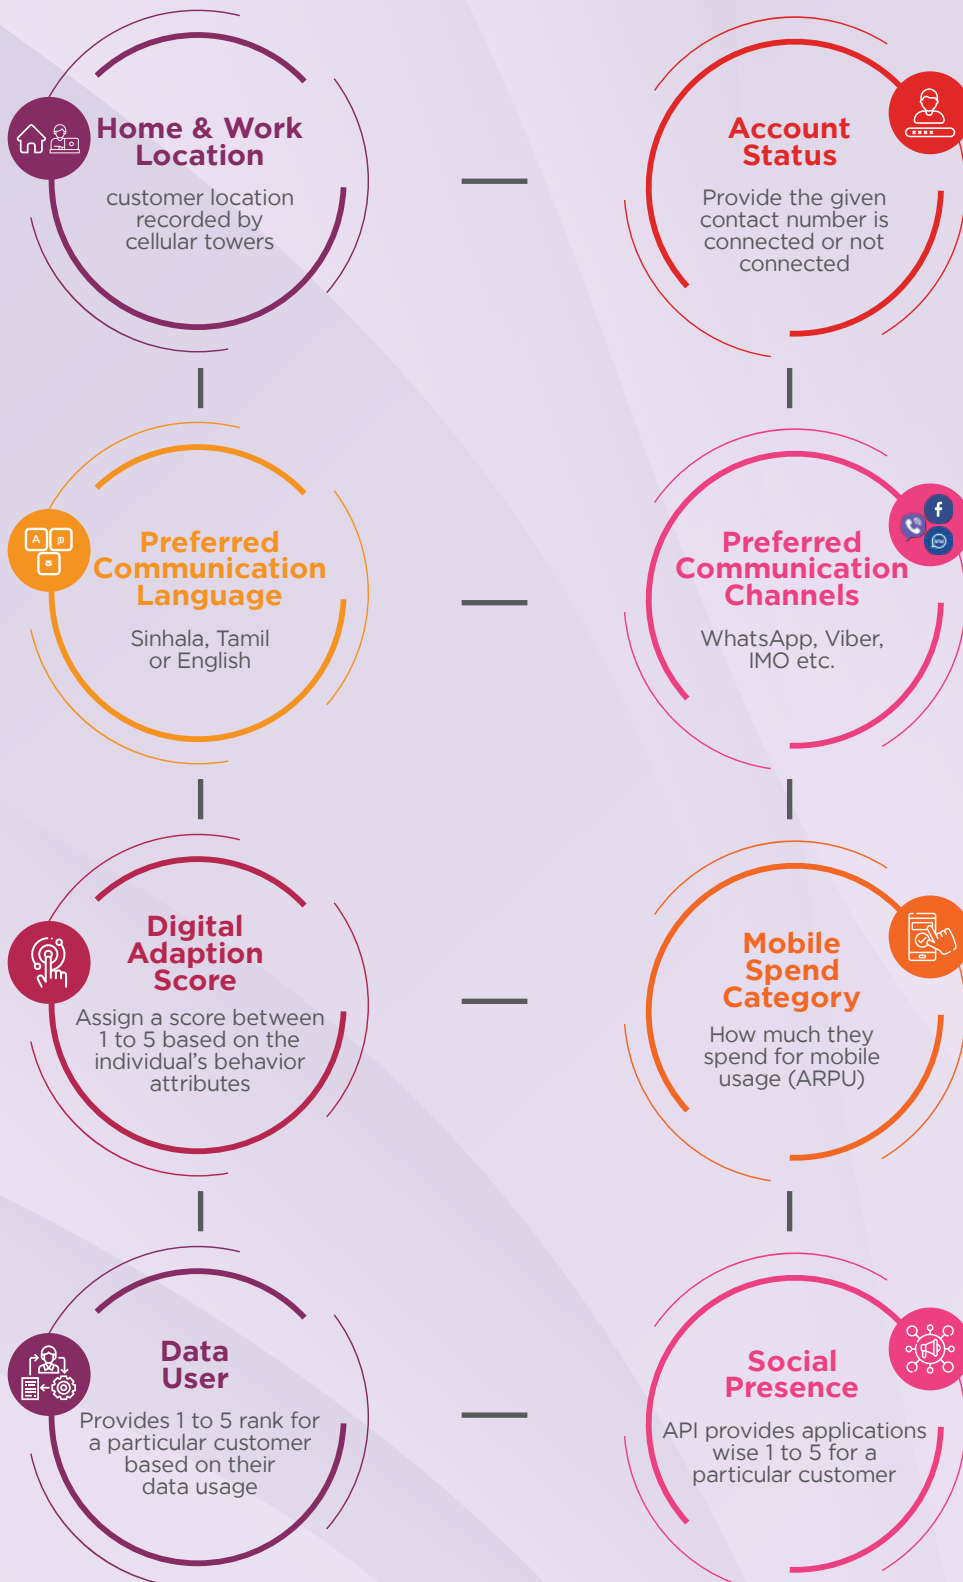 Home & Work
Location
customer location
recorded by
cellular towers
Account
Status
Provide the given
contact number is
connected or not
connected
Preferred
Communication
Language
Sinhala, Tamil
or English
Preferred
Communication
Channels
WhatsApp, Viber,
IMO etc.
Digital
Adaption
Score
Assign a score between
1 to 5 based on the
individual’s behavior
attributes
Mobile
Spend
Category
How much they
spend for mobile
usage (ARPU)
Data
User
Provides 1 to 5 rank for
a particular customer
based on their
data usage
Social
Presence
API provides applications
wise 1 to 5 for a
particular customer